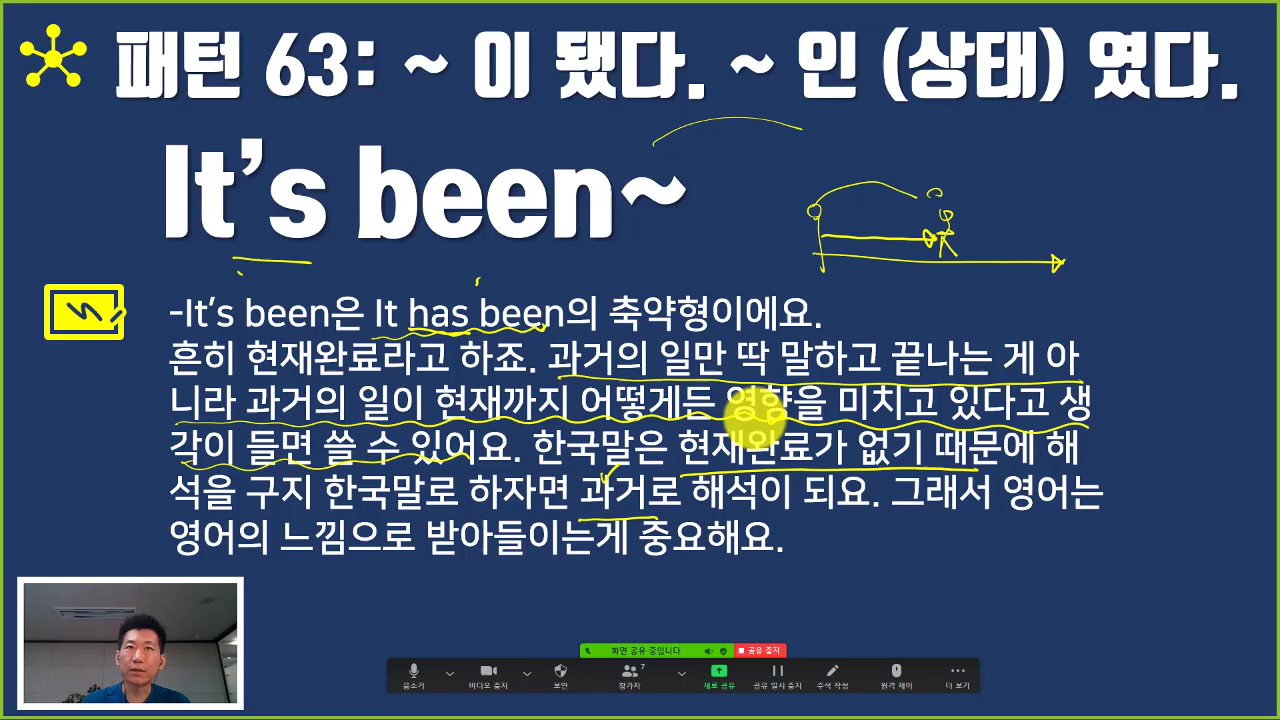 패턴 63: ~ 이 됐다. ~ 인 (상태) 였다.
It's been~
-It's been은 It has been의 축약형이에요.
흔히 현재완료라고 하죠. 과거의 일만 딱 말하고 끝나는 게 아
니라 과거의 일이 현재까지 어떻게든 영향을 미치고 있다고 생
각이 들면 쓸 수 있어요. 한국말은 현재완료가 없기 때문에 해
석을 구지 한국말로 하자면 과거로 해석이 되요. 그래서 영어는
영어의 느낌으로 받아들이는게 중요해요.
화면 공유 중입니다 공유 중지
7
음소거 비디오 중지 보안 참가자 새로 공유 공유 일시 중지 주석 작성 원격 제어 더 보기